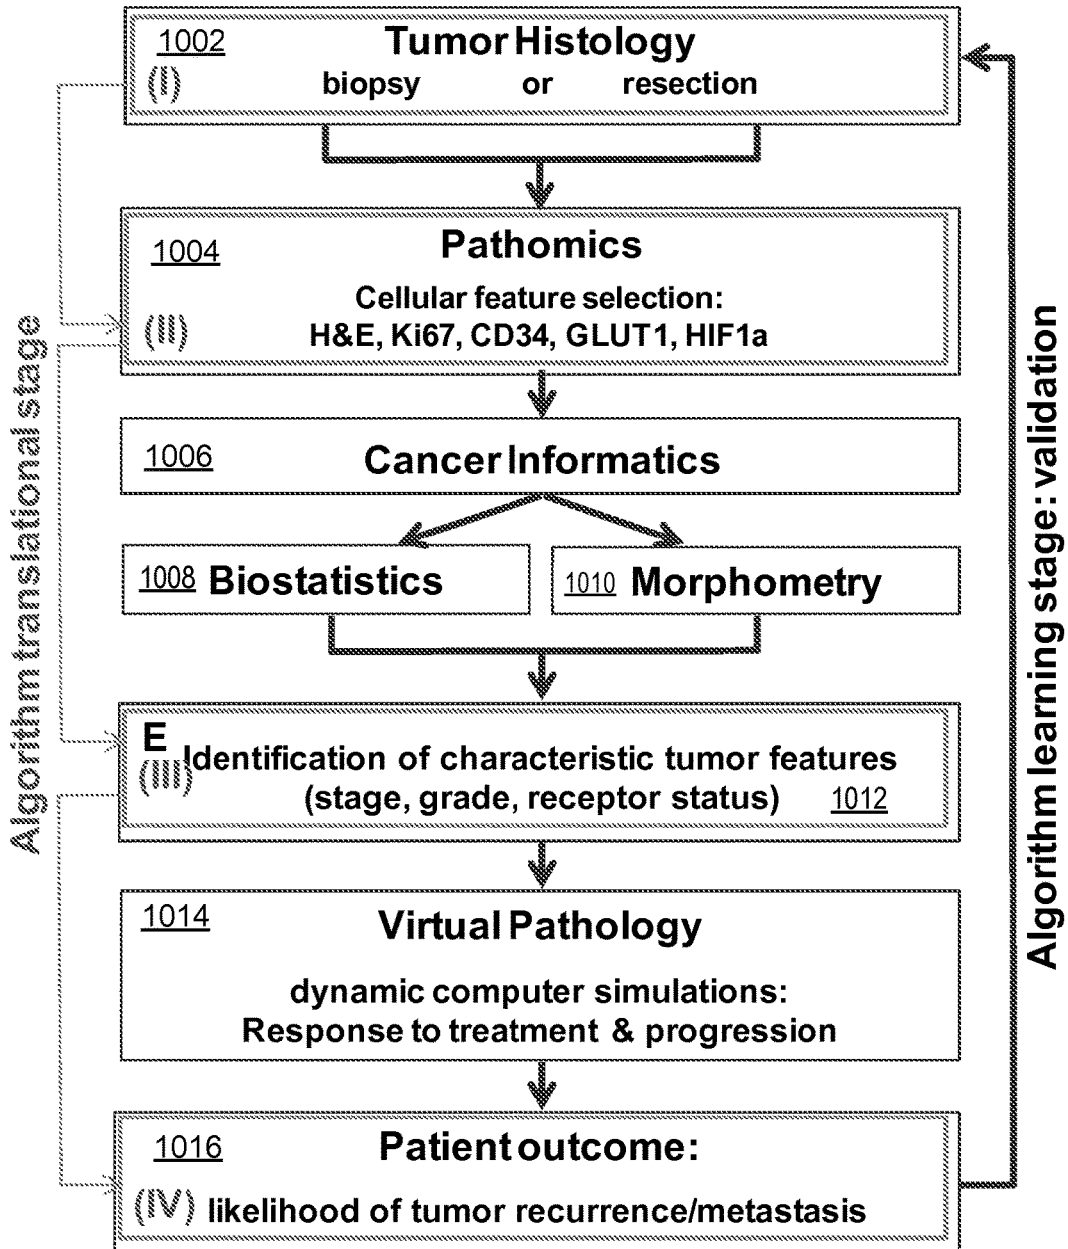 1002
Tumor Histology
(I)
biopsy or resection
1004
Pathomics
Cellular feature selection:
(II)
H&E, Ki67, CD34, GLUT1, HIF1a
1006
Cancer Informatics
1008 Biostatistics
1010 Morphometry
E
(III)
Identification of characteristic tumor features
(stage, grade, receptor status) 1012
1014
Virtual Pathology
dynamic computer simulations:
Response to treatment & progression
1016
Patient outcome:
(IV)
likelihood of tumor recurrence/metastasis
Algorithm translational stage
Algorithm learning stage: validation